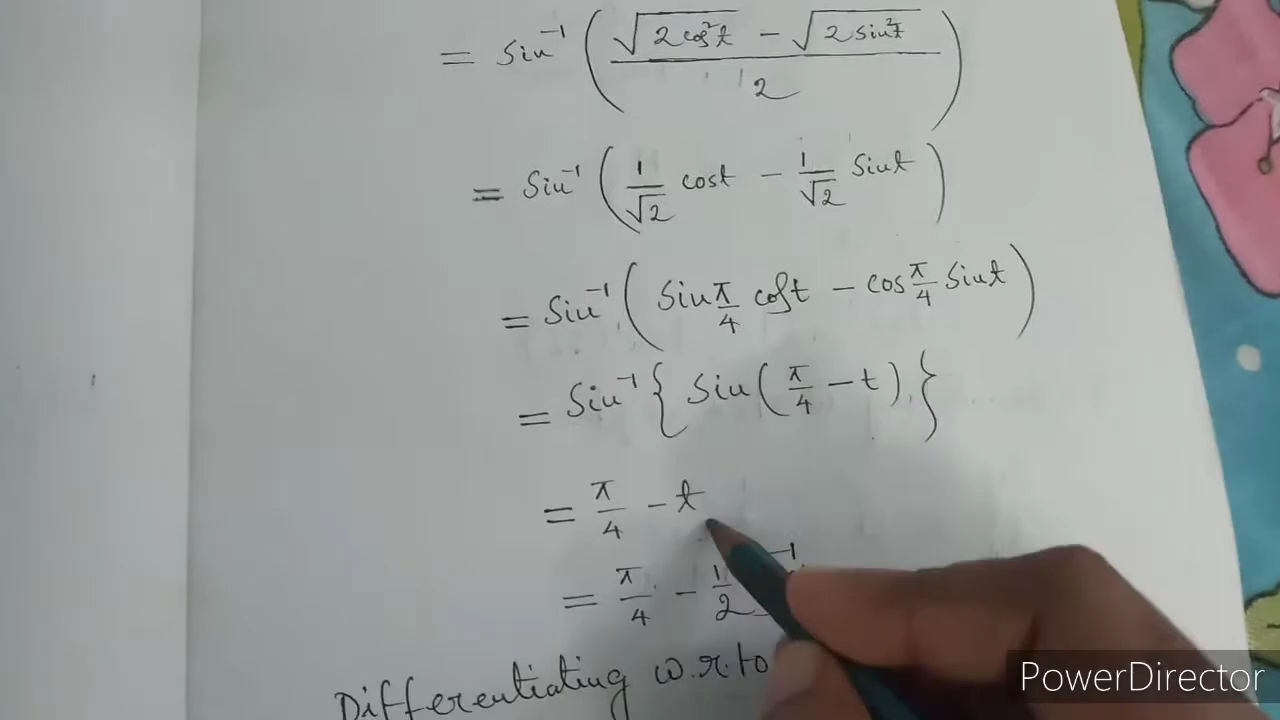 = Sin⁻¹ ( (√(2cos²t) − √(2sin²t)) / 2 )
= Sin⁻¹ ( 1/√2 cost − 1/√2 Sint )
= Sin⁻¹ ( Sin π/4 cost − cos π/4 Sint )
= Sin⁻¹ { Sin ( π/4 − t ) }
= π/4 − t
= π/4 − 1/2
Differentiating w.r.to
PowerDirector